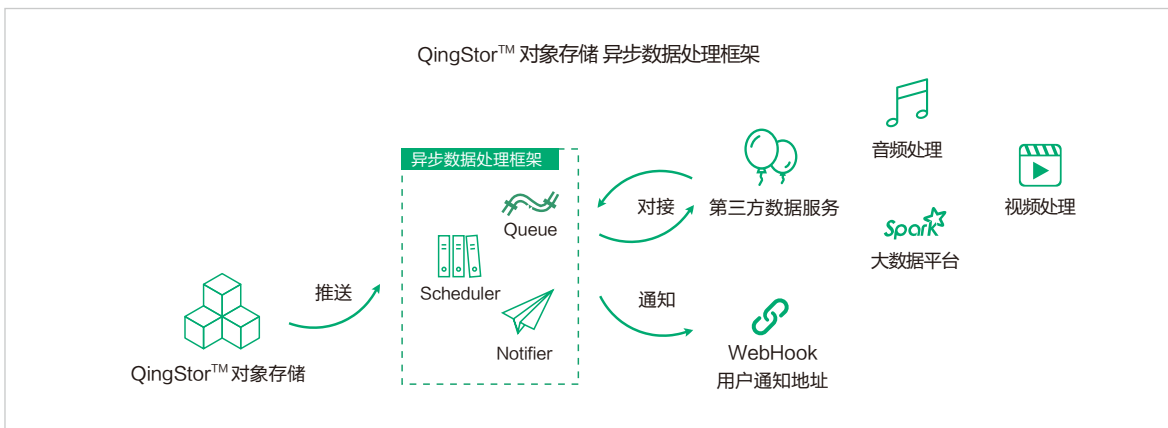 QingStor™ 对象存储 异步数据处理框架
音频处理
异步数据处理框架
视频处理
Queue
对接
第三方数据服务
Spark
大数据平台
Scheduler
推送
通知
Notifier
WebHook
用户通知地址
QingStor™ 对象存储